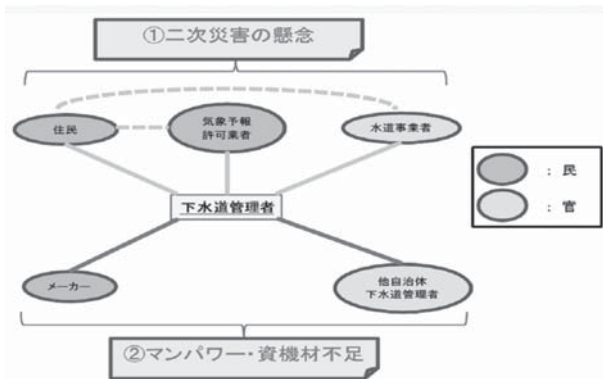 ①二次災害の懸念
住民
気象予報
許可業者
水道事業者
：民
：官
下水道管理者
メーカー
他自治体
下水道管理者
②マンパワー・資機材不足